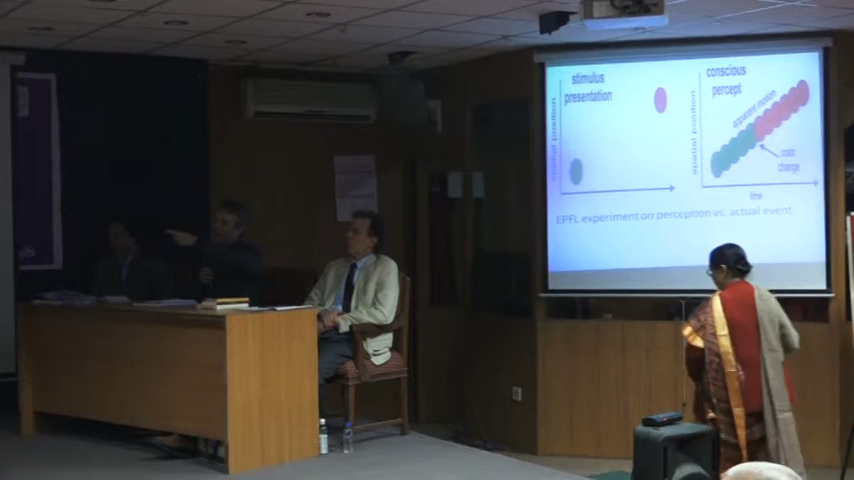 stimulus
presentation
spatial position
conscious
percept
spatial position
apparent motion
color
change
time
EPFL experiment on perception vs. actual event